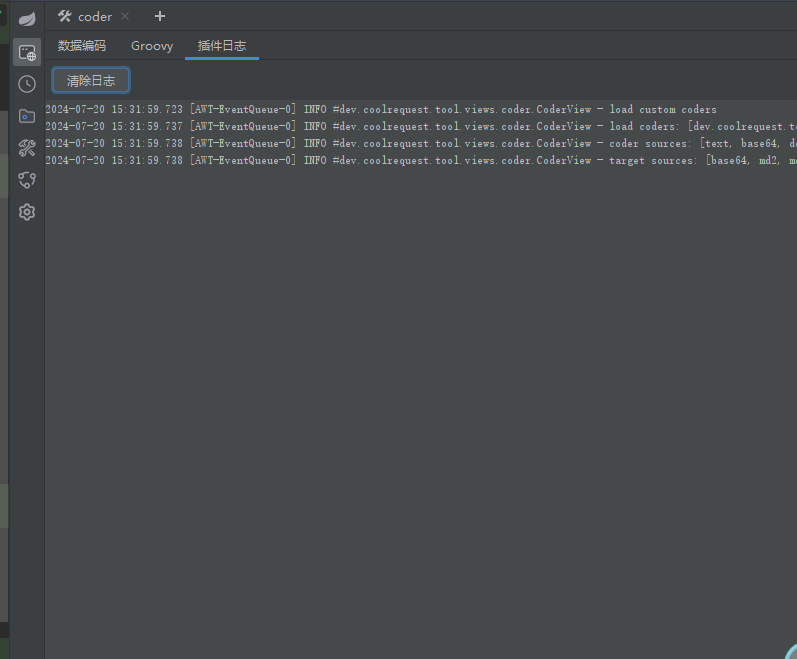 coder
数据编码 Groovy 插件日志
清除日志
2024-07-20 15:31:59.723 [AWT-EventQueue-0] INFO #dev.coolrequest.tool.views.coder.CoderView - load custom coders
2024-07-20 15:31:59.737 [AWT-EventQueue-0] INFO #dev.coolrequest.tool.views.coder.CoderView - load coders: [dev.coolrequest.t
2024-07-20 15:31:59.738 [AWT-EventQueue-0] INFO #dev.coolrequest.tool.views.coder.CoderView - coder sources: [text, base64,
2024-07-20 15:31:59.738 [AWT-EventQueue-0] INFO #dev.coolrequest.tool.views.coder.CoderView - target sources: [base64, md2,